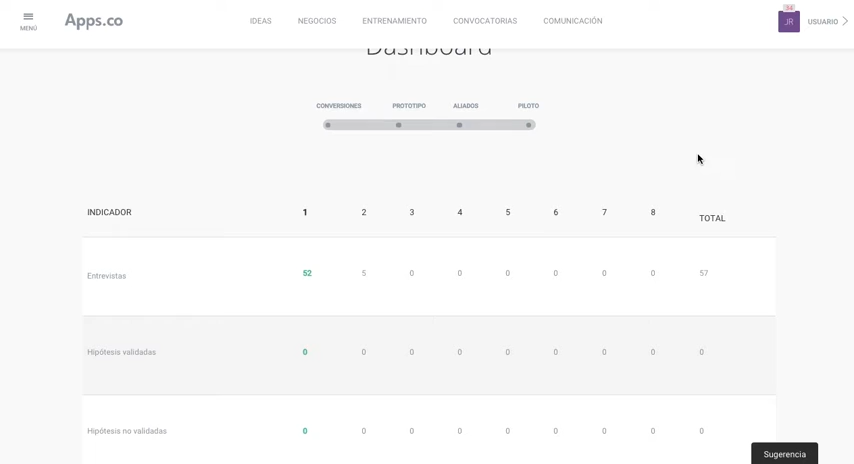 34
MENÚ
Apps.co
IDEAS NEGOCIOS ENTRENAMIENTO CONVOCATORIAS COMUNICACIÓN
JR USUARIO
Dashboard
CONVERSIONES PROTOTIPO ALIADOS PILOTO
INDICADOR 1 2 3 4 5 6 7 8 TOTAL
Entrevistas 52 5 0 0 0 0 0 0 57
Hipótesis validadas 0 0 0 0 0 0 0 0 0
Hipótesis no validadas 0 0 0 0 0 0 0 0 0
Sugerencia